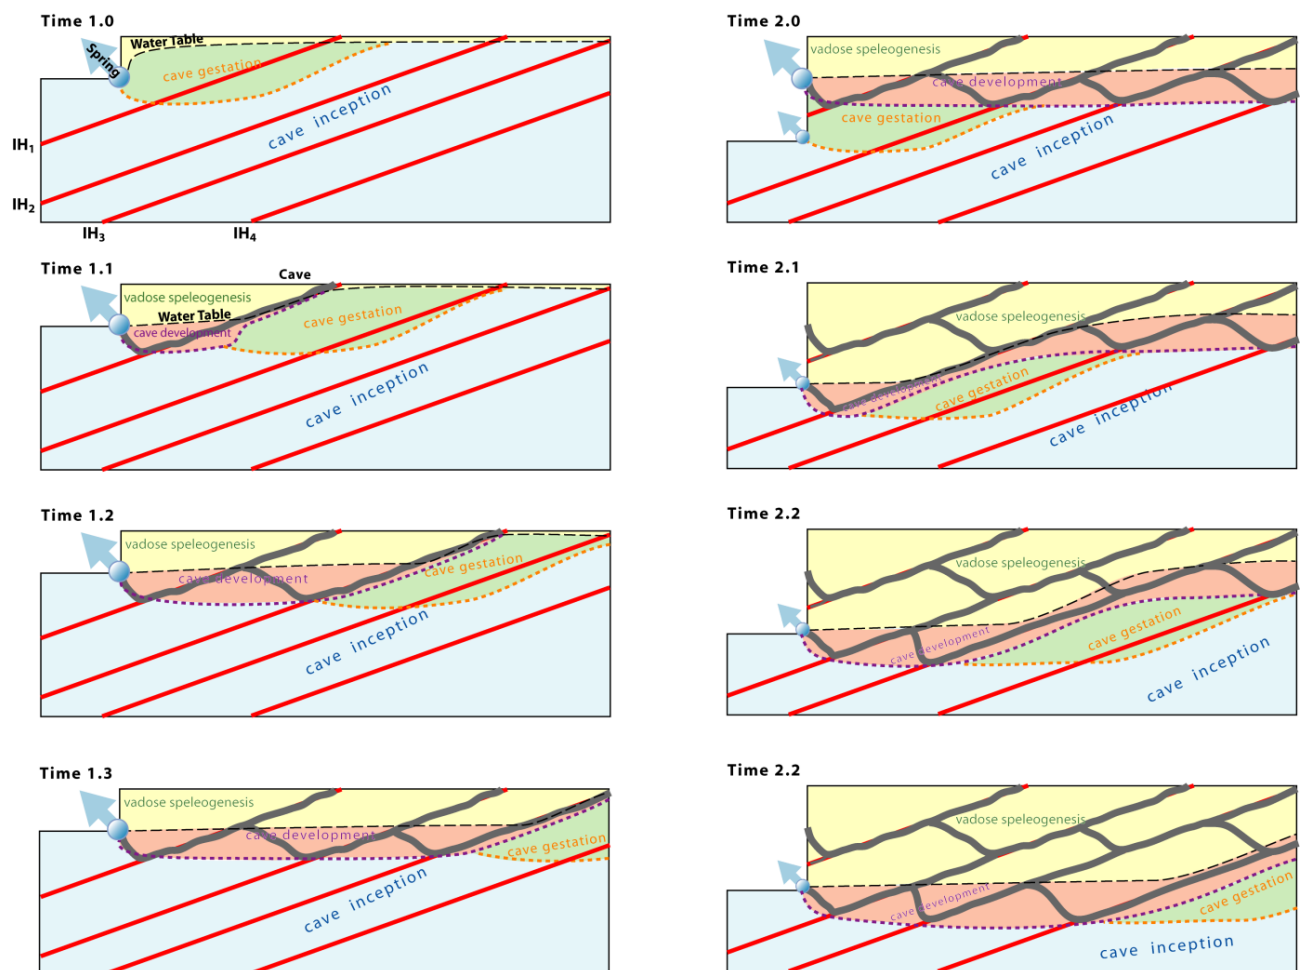 Time 1.0
Water Table
Spring
cave gestation
cave inception
IH1
IH2
IH3
IH4
Time 1.1
Cave
vadose speleogenesis
Water Table
cave development
cave gestation
cave inception
Time 1.2
vadose speleogenesis
cave development
cave gestation
cave inception
Time 1.3
vadose speleogenesis
cave development
cave gestation
cave inception
Time 2.0
vadose speleogenesis
cave development
cave gestation
cave inception
Time 2.1
vadose speleogenesis
cave development
cave gestation
cave inception
Time 2.2
vadose speleogenesis
cave development
cave gestation
cave inception
Time 2.2
vadose speleogenesis
cave development
cave gestation
cave inception